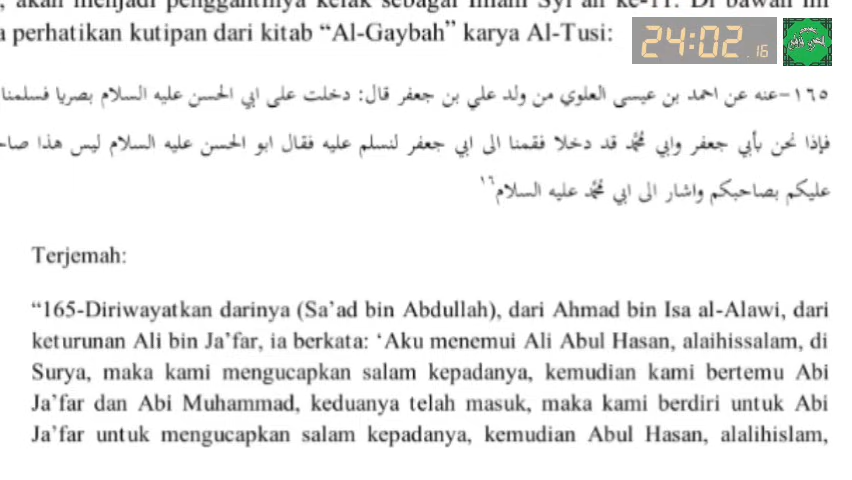 akan menjadi penggantinya kelak sebagai Imam Syi'ah ke-11. Di bawah ini
a perhatikan kutipan dari kitab “Al-Gaybah” karya Al-Tusi:
24:02.16
١٦٥-عنه عن احمد بن عيسى العلوي من ولد علي بن جعفر قال: دخلت على ابي الحسن عليه السلام بصريا فسلمنا
فإذا نحن بأبي جعفر وابي محمّد قد دخلا فقمنا الى ابي جعفر لنسلم عليه فقال ابو الحسن عليه السلام ليس هذا صا
عليكم بصاحبكم واشار الى ابي محمّد عليه السلام١٦
Terjemah:
“165-Diriwayatkan darinya (Sa’ad bin Abdullah), dari Ahmad bin Isa al-Alawi, dari
keturunan Ali bin Ja’far, ia berkata: ‘Aku menemui Ali Abul Hasan, alaihissalam, di
Surya, maka kami mengucapkan salam kepadanya, kemudian kami bertemu Abi
Ja’far dan Abi Muhammad, keduanya telah masuk, maka kami berdiri untuk Abi
Ja’far untuk mengucapkan salam kepadanya, kemudian Abul Hasan, alalihislam,